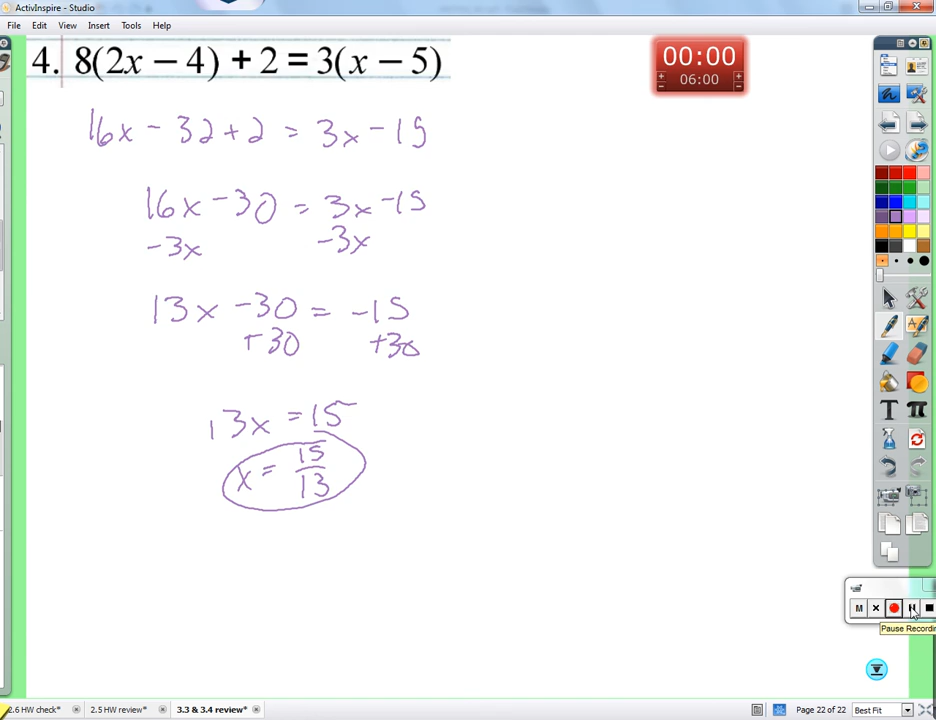 ActivInspire - Studio
File Edit View Insert Tools Help
4. 8(2x − 4) + 2 = 3(x − 5)
00:00
06:00
16x - 32 + 2 = 3x - 15
16x - 30 = 3x - 15
-3x -3x
13x - 30 = -15
+30 +30
13x = 15
x = 15/13
M
Pause Recordin
2.6 HW check* 2.5 HW review* 3.3 & 3.4 review* Page 22 of 22 Best Fit